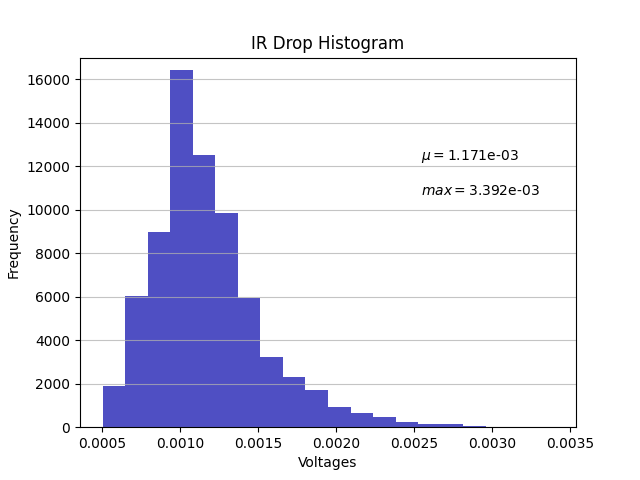 IR Drop Histogram
16000
14000
12000
10000
8000
6000
4000
2000
0
Frequency
μ = 1.171e-03
max = 3.392e-03
0.0005 0.0010 0.0015 0.0020 0.0025 0.0030 0.0035
Voltages